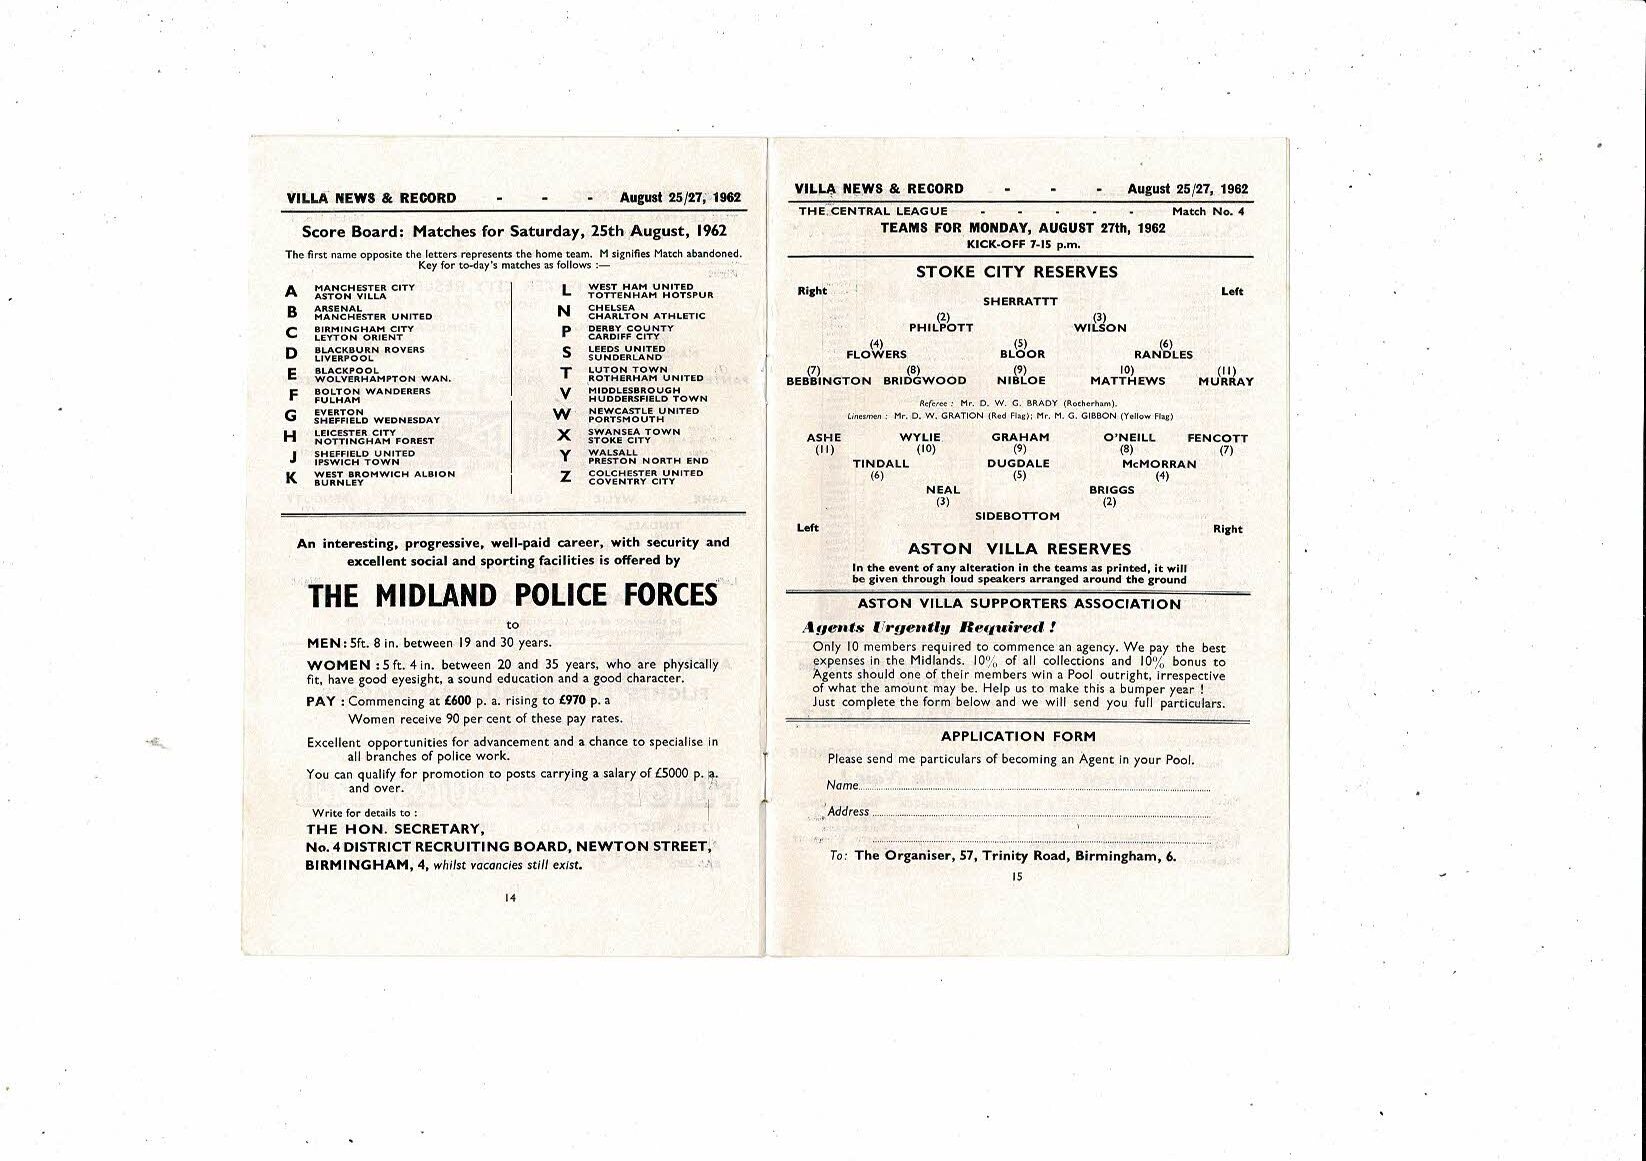 VILLA NEWS & RECORD - - - August 25/27, 1962
Score Board: Matches for Saturday, 25th August, 1962
The first name opposite the letters represents the home team. M signifies Match abandoned.
Key for to-day's matches as follows :—
A MANCHESTER CITY
ASTON VILLA
B ARSENAL
MANCHESTER UNITED
C BIRMINGHAM CITY
LEYTON ORIENT
D BLACKBURN ROVERS
LIVERPOOL
E BLACKPOOL
WOLVERHAMPTON WAN.
F BOLTON WANDERERS
FULHAM
G EVERTON
SHEFFIELD WEDNESDAY
H LEICESTER CITY
NOTTINGHAM FOREST
J SHEFFIELD UNITED
IPSWICH TOWN
K WEST BROMWICH ALBION
BURNLEY
L WEST HAM UNITED
TOTTENHAM HOTSPUR
N CHELSEA
CHARLTON ATHLETIC
P DERBY COUNTY
CARDIFF CITY
S LEEDS UNITED
SUNDERLAND
T LUTON TOWN
ROTHERHAM UNITED
V MIDDLESBROUGH
HUDDERSFIELD TOWN
W NEWCASTLE UNITED
PORTSMOUTH
X SWANSEA TOWN
STOKE CITY
Y WALSALL
PRESTON NORTH END
Z COLCHESTER UNITED
COVENTRY CITY
An interesting, progressive, well-paid career, with security and
excellent social and sporting facilities is offered by
THE MIDLAND POLICE FORCES
to
MEN : 5ft. 8 in. between 19 and 30 years.
WOMEN : 5 ft. 4 in. between 20 and 35 years, who are physically
fit, have good eyesight, a sound education and a good character.
PAY : Commencing at £600 p. a. rising to £970 p. a
Women receive 90 per cent of these pay rates.
Excellent opportunities for advancement and a chance to specialise in
all branches of police work.
You can qualify for promotion to posts carrying a salary of £5000 p. a.
and over.
Write for details to :
THE HON. SECRETARY,
No. 4 DISTRICT RECRUITING BOARD, NEWTON STREET,
BIRMINGHAM, 4, whilst vacancies still exist.
14
VILLA NEWS & RECORD - - - August 25/27, 1962
THE CENTRAL LEAGUE - - - - - Match No. 4
TEAMS FOR MONDAY, AUGUST 27th, 1962
KICK-OFF 7-15 p.m.
STOKE CITY RESERVES
Right Left
SHERRATTT
(2) (3)
PHILPOTT WILSON
(4) (5) (6)
FLOWERS BLOOR RANDLES
(7) (8) (9) 10) (11)
BEBBINGTON BRIDGWOOD NIBLOE MATTHEWS MURRAY
Referee : Mr. D. W. G. BRADY (Rotherham).
Linesmen : Mr. D. W. GRATION (Red Flag); Mr. M. G. GIBBON (Yellow Flag)
ASHE WYLIE GRAHAM O'NEILL FENCOTT
(11) (10) (9) (8) (7)
TINDALL DUGDALE McMORRAN
(6) (5) (4)
NEAL BRIGGS
(3) (2)
SIDEBOTTOM
Left Right
ASTON VILLA RESERVES
In the event of any alteration in the teams as printed, it will
be given through loud speakers arranged around the ground
ASTON VILLA SUPPORTERS ASSOCIATION
Agents Urgently Required !
Only 10 members required to commence an agency. We pay the best
expenses in the Midlands. 10% of all collections and 10% bonus to
Agents should one of their members win a Pool outright, irrespective
of what the amount may be. Help us to make this a bumper year !
Just complete the form below and we will send you full particulars.
APPLICATION FORM
Please send me particulars of becoming an Agent in your Pool.
Name
Address
To: The Organiser, 57, Trinity Road, Birmingham, 6.
15